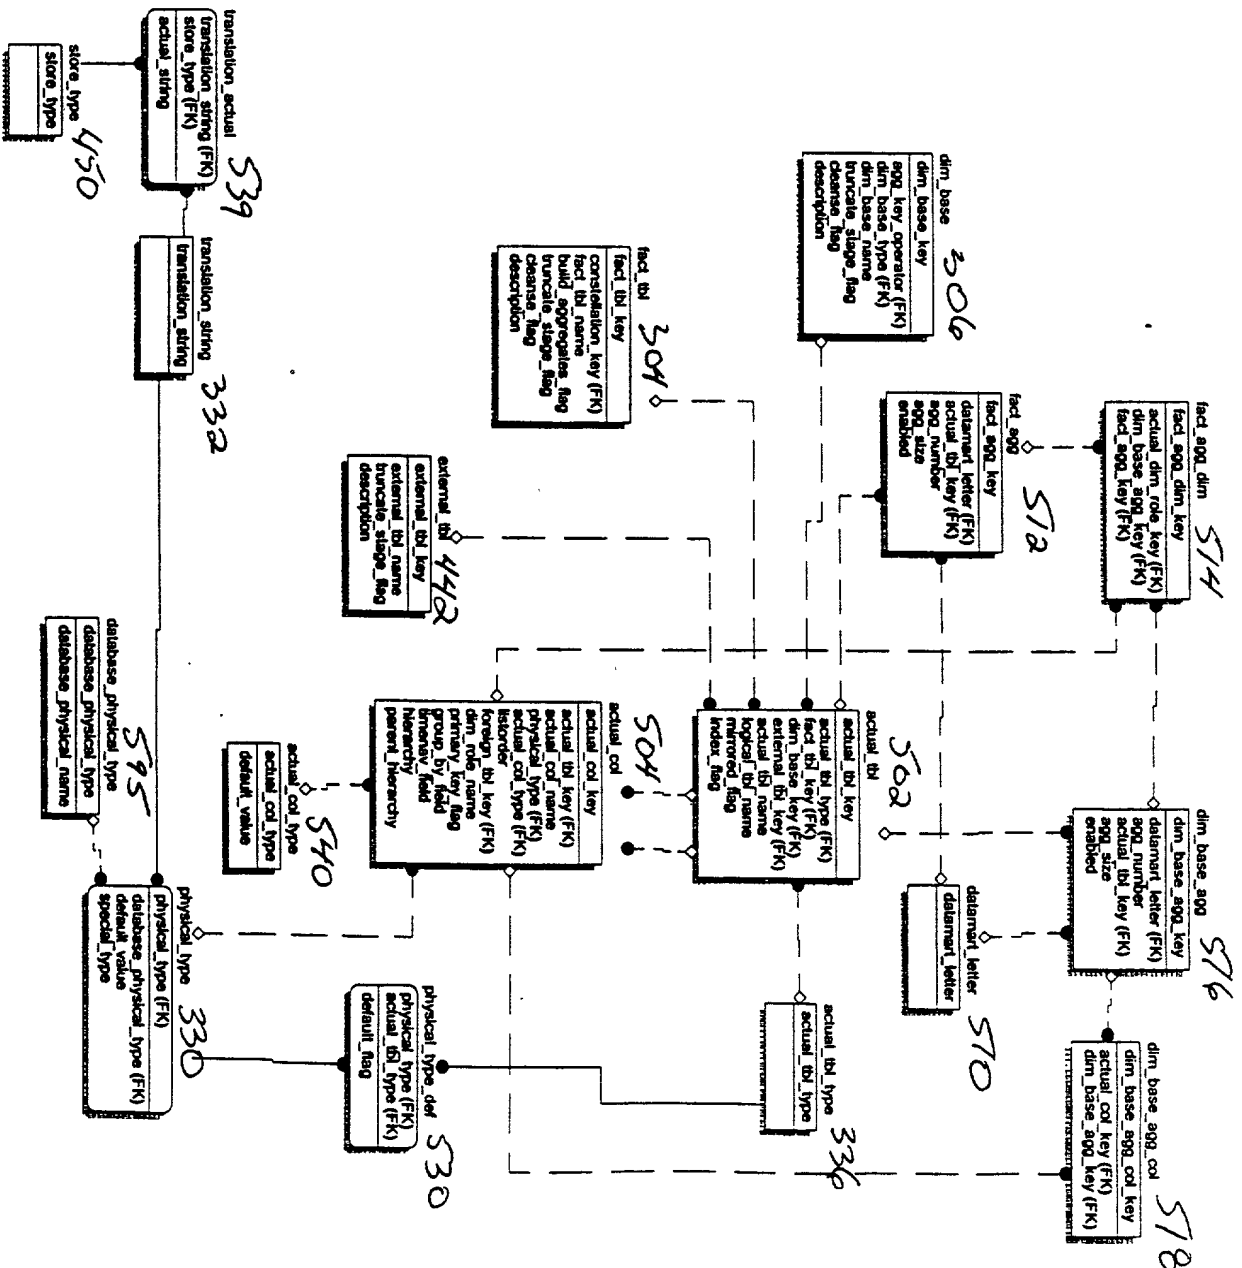 fact_agg_dim 514
fact_agg_dim_key
actual_dim_role_key (FK)
dim_base_agg_key (FK)
fact_agg_key (FK)
dim_base_agg 516
dim_base_agg_key
datamart_letter (FK)
agg_number
actual_tbl_key (FK)
agg_size
enabled
dim_base_agg_col 518
dim_base_agg_col_key
actual_col_key (FK)
dim_base_agg_key (FK)
fact_agg 512
fact_agg_key
datamart_letter (FK)
actual_tbl_key (FK)
agg_number
agg_size
enabled
datamart_letter 510
datamart_letter
dim_base 306
dim_base_key
agg_key_operator (FK)
dim_base_type (FK)
dim_base_name
truncate_stage_flag
cleanse_flag
description
actual_tbl 502
actual_tbl_key
actual_tbl_type (FK)
fact_tbl_key (FK)
dim_base_key (FK)
external_tbl_key (FK)
actual_tbl_name
logical_tbl_name
mirrored_flag
index_flag
actual_tbl_type 336
actual_tbl_type
fact_tbl 304
fact_tbl_key
constellation_key (FK)
fact_tbl_name
build_aggregates_flag
truncate_stage_flag
cleanse_flag
description
actual_col 504
actual_col_key
actual_tbl_key (FK)
actual_col_name
physical_type (FK)
actual_col_type (FK)
listorder
foreign_tbl_key (FK)
dim_role_name
primary_key_flag
group_by_field
timenav_field
hierarchy
parent_hierarchy
external_tbl 442
external_tbl_key
external_tbl_name
truncate_stage_flag
description
physical_type_def 530
physical_type (FK)
actual_tbl_type (FK)
default_flag
actual_col_type 540
actual_col_type
default_value
translation_actual 539
translation_string (FK)
store_type (FK)
actual_string
translation_string 332
translation_string
physical_type 330
physical_type (FK)
database_physical_type (FK)
default_value
special_type
database_physical_type 595
database_physical_type
database_physical_name
store_type 450
store_type